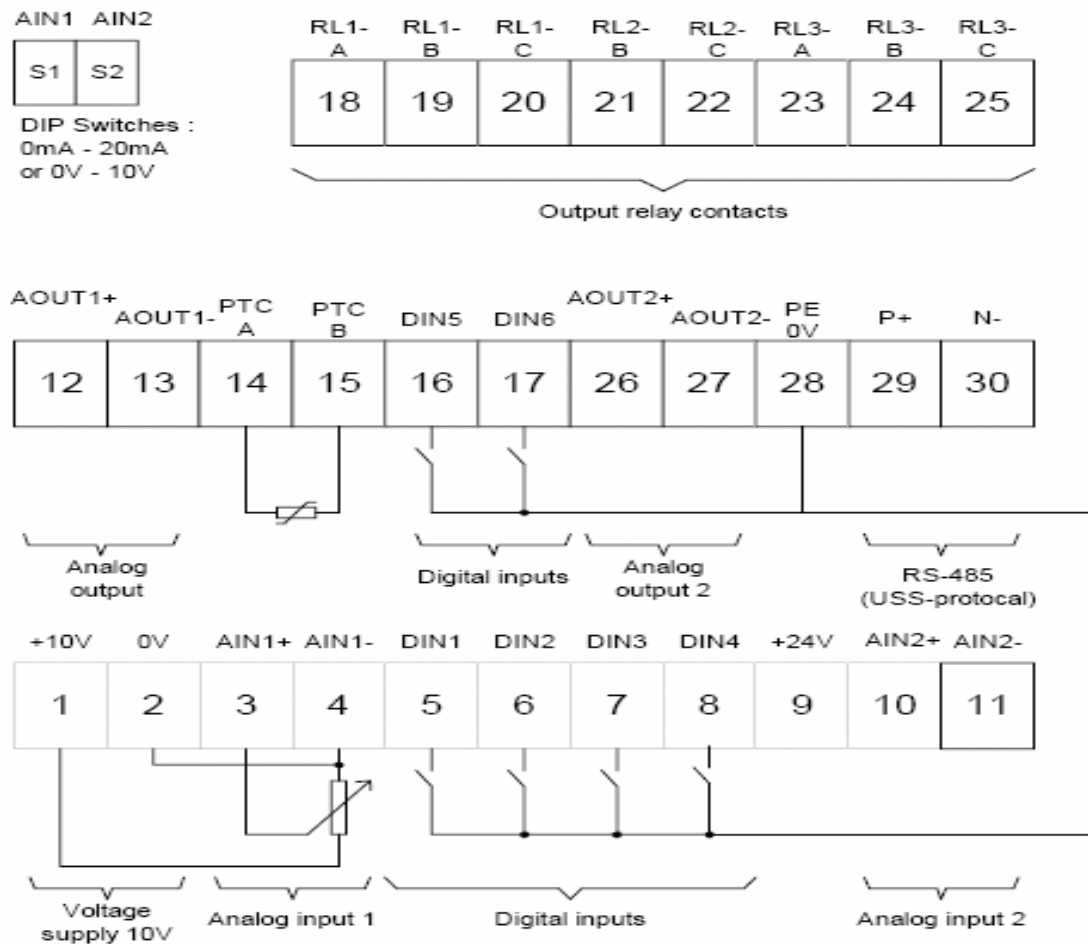 AIN1 AIN2
S1 S2
DIP Switches :
0mA - 20mA
or 0V - 10V
RL1- RL1- RL1- RL2- RL2- RL3- RL3- RL3-
A B C B C A B C
18 19 20 21 22 23 24 25
Output relay contacts
AOUT1+ AOUT1- PTC PTC DIN5 DIN6 AOUT2+ AOUT2- PE P+ N-
A B 0V
12 13 14 15 16 17 26 27 28 29 30
Analog
output
Digital inputs
Analog
output 2
RS-485
(USS-protocal)
+10V 0V AIN1+ AIN1- DIN1 DIN2 DIN3 DIN4 +24V AIN2+ AIN2-
1 2 3 4 5 6 7 8 9 10 11
Voltage
supply 10V
Analog input 1
Digital inputs
Analog input 2